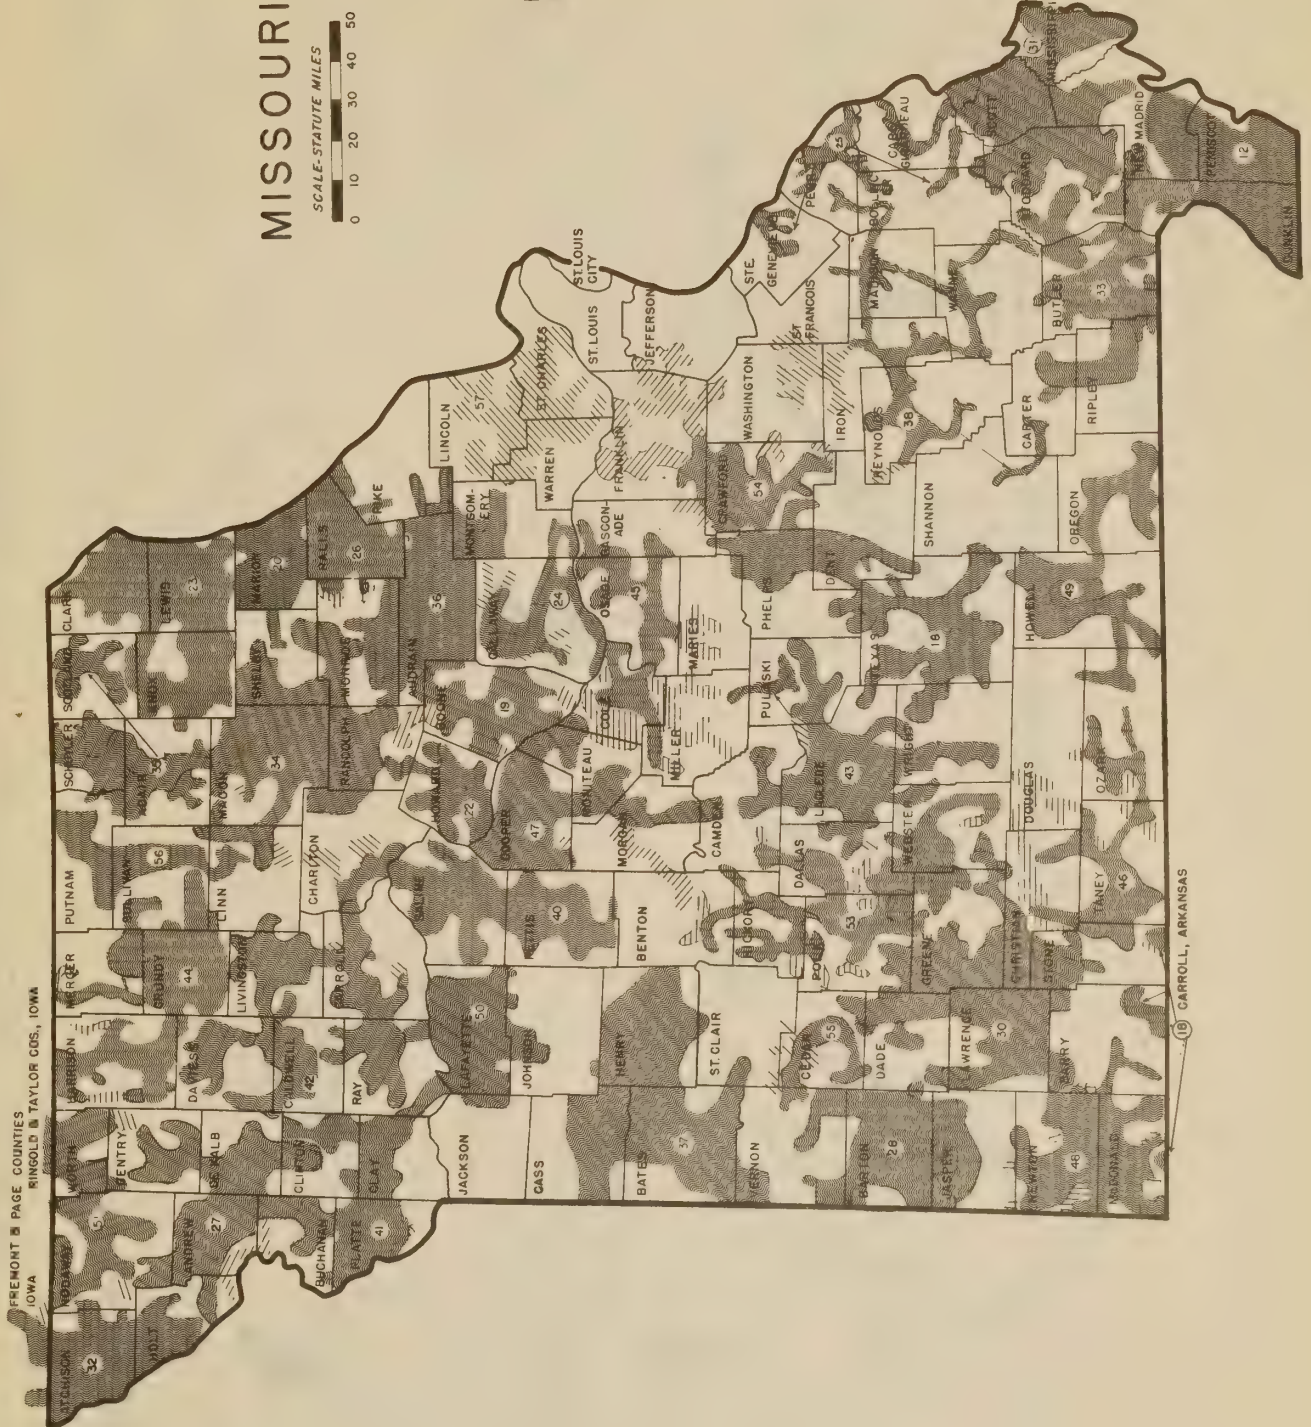 MISSOURI
SCALE-STATUTE MILES
0 10 20 30 40 50
FREMONT & PAGE COUNTIES
IOWA
RINGOLD & TAYLOR COS., IOWA
ATCHISON
32
HOLT
NODAWAY
51
ANDREW
27
BUCHANAN
PLATTE
41
WORTH
GENTRY
DE KALB
CLINTON
CLAY
JACKSON
CASS
BATES
37
VERNON
BARTON
28
JASPER
NEWTON
48
McDONALD
HARRISON
DAVIESS
CALDWELL
42
RAY
LAFAYETTE
50
JOHNSON
HENRY
ST. CLAIR
CEDAR
55
DADE
LAWRENCE
30
BARRY
MERCER
GRUNDY
44
LIVINGSTON
CARROLL
SALINE
PETTIS
40
BENTON
HICKORY
POLK
53
GREENE
CHRISTIAN
STONE
TANEY
46
PUTNAM
SULLIVAN
56
LINN
CHARITON
HOWARD
22
COOPER
47
MORGAN
CAMDEN
DALLAS
LACLEDE
43
WEBSTER
WRIGHT
DOUGLAS
OZARK
SCHUYLER
ADAIR
35
MACON
34
RANDOLPH
BOONE
19
MONITEAU
COLE
MILLER
PULASKI
TEXAS
18
HOWELL
49
SCOTLAND
KNOX
SHELBY
MONROE
AUDRAIN
36
CALLAWAY
24
OSAGE
45
MARIES
PHELPS
DENT
SHANNON
OREGON
CLARK
LEWIS
23
MARION
20
RALLS
26
PIKE
MONTGOM-
ERY
GASCON-
ADE
CRAWFORD
54
LINCOLN
57
WARREN
ST. CHARLES
FRANKLIN
ST. LOUIS
ST. LOUIS
CITY
JEFFERSON
WASHINGTON
IRON
REYNOLDS
38
CARTER
RIPLEY
STE.
GENEVIEVE
ST
FRANCOIS
MADISON
WAYNE
BUTLER
33
PERRY
25
CAPE
GIRARDEAU
BOLLINGER
STODDARD
SCOTT
31
MISSISSIPPI
NEW MADRID
PEMISCOT
12
DUNKLIN
18 CARROLL, ARKANSAS